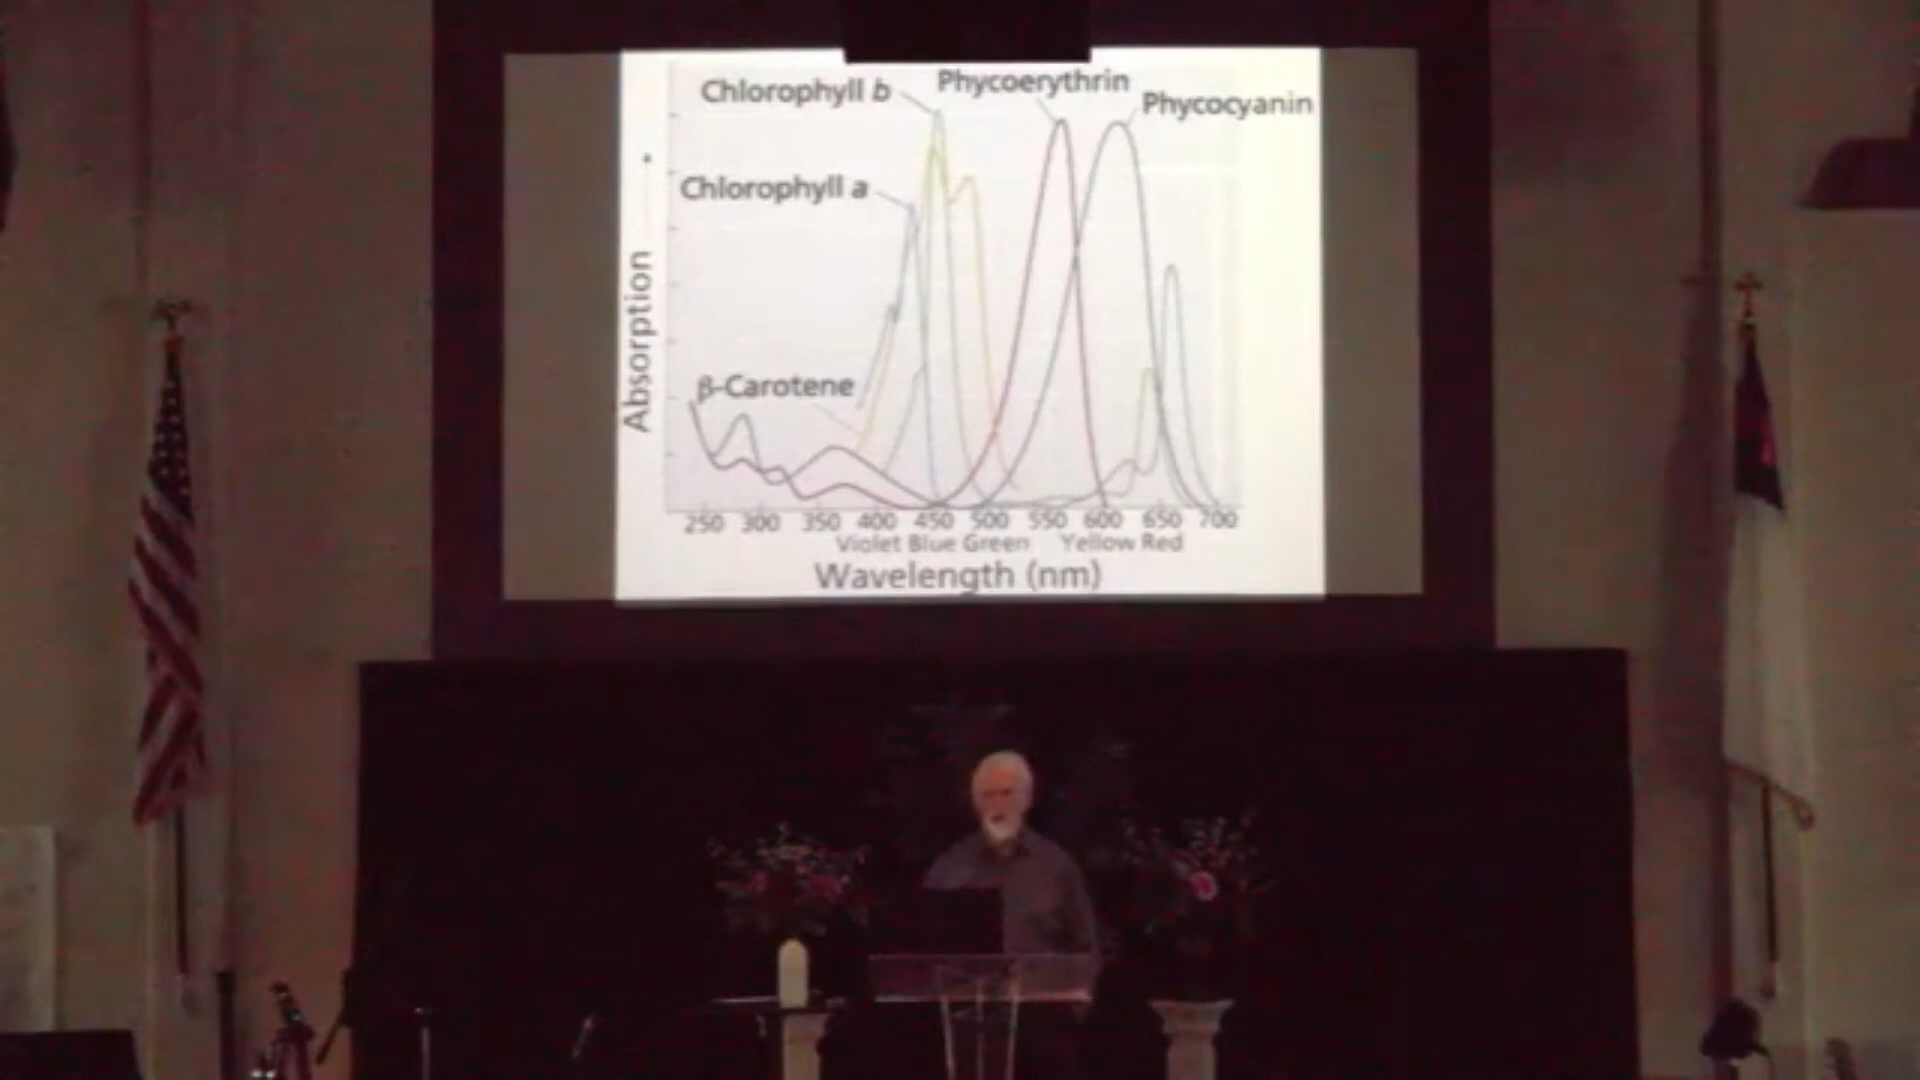 Phycoerythrin
Chlorophyll b
Phycocyanin
Chlorophyll a
Absorption
β-Carotene
250 300 350 400 450 500 550 600 650 700
Violet Blue Green Yellow Red
Wavelength (nm)